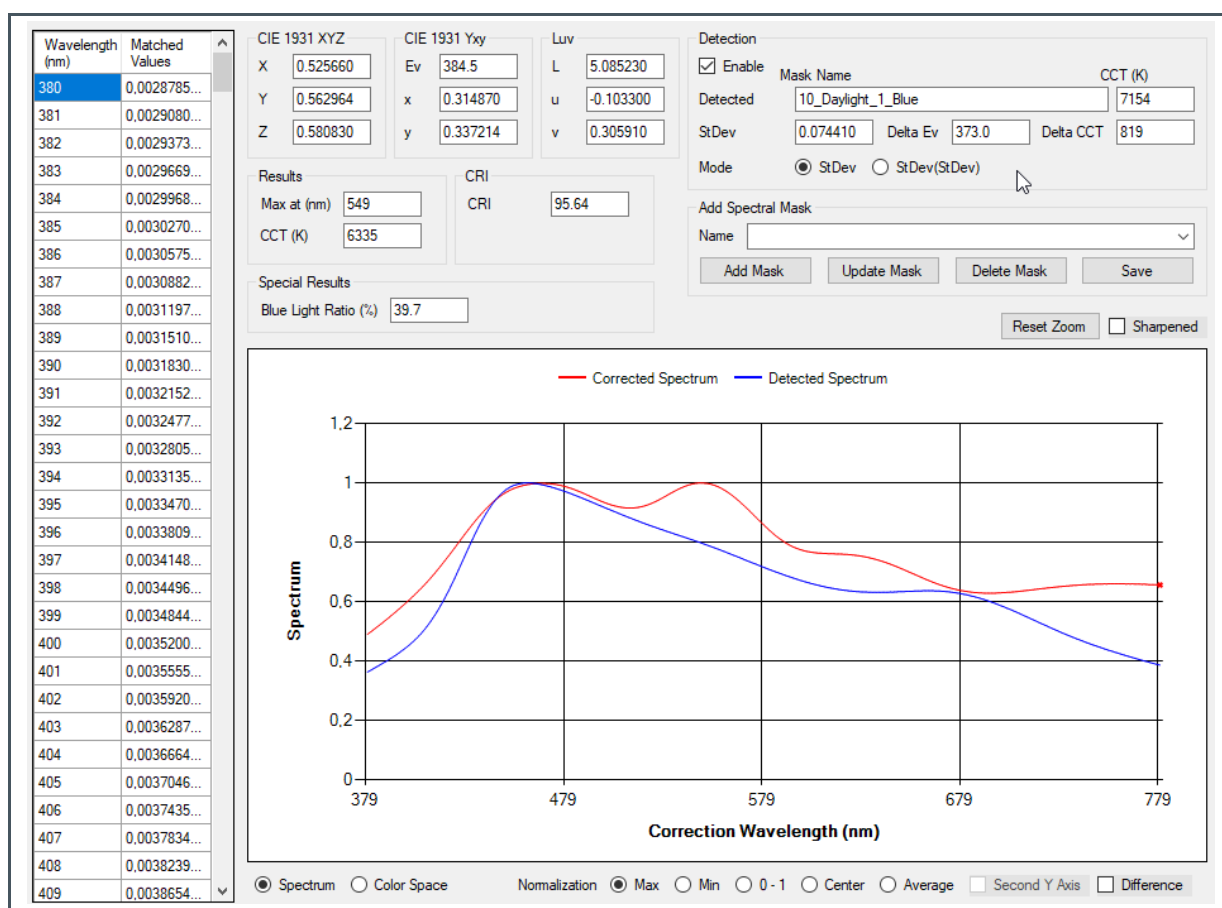 Wavelength (nm) Matched Values
380 0,0028785...
381 0,0029080...
382 0,0029373...
383 0,0029669...
384 0,0029968...
385 0,0030270...
386 0,0030575...
387 0,0030882...
388 0,0031197...
389 0,0031510...
390 0,0031830...
391 0,0032152...
392 0,0032477...
393 0,0032805...
394 0,0033135...
395 0,0033470...
396 0,0033809...
397 0,0034148...
398 0,0034496...
399 0,0034844...
400 0,0035200...
401 0,0035555...
402 0,0035920...
403 0,0036287...
404 0,0036664...
405 0,0037046...
406 0,0037435...
407 0,0037834...
408 0,0038239...
409 0,0038654...
CIE 1931 XYZ
X 0.525660
Y 0.562964
Z 0.580830
CIE 1931 Yxy
Ev 384.5
x 0.314870
y 0.337214
Luv
L 5.085230
u -0.103300
v 0.305910
Results
Max at (nm) 549
CCT (K) 6335
CRI
CRI 95.64
Special Results
Blue Light Ratio (%) 39.7
Detection
Enable Mask Name CCT (K)
Detected 10_Daylight_1_Blue 7154
StDev 0.074410 Delta Ev 373.0 Delta CCT 819
Mode StDev StDev(StDev)
Add Spectral Mask
Name
Add Mask Update Mask Delete Mask Save
Reset Zoom Sharpened
Corrected Spectrum Detected Spectrum
1,2
1
0,8
0,6
0,4
0,2
0
Spectrum
379 479 579 679 779
Correction Wavelength (nm)
Spectrum Color Space Normalization Max Min 0 - 1 Center Average Second Y Axis Difference